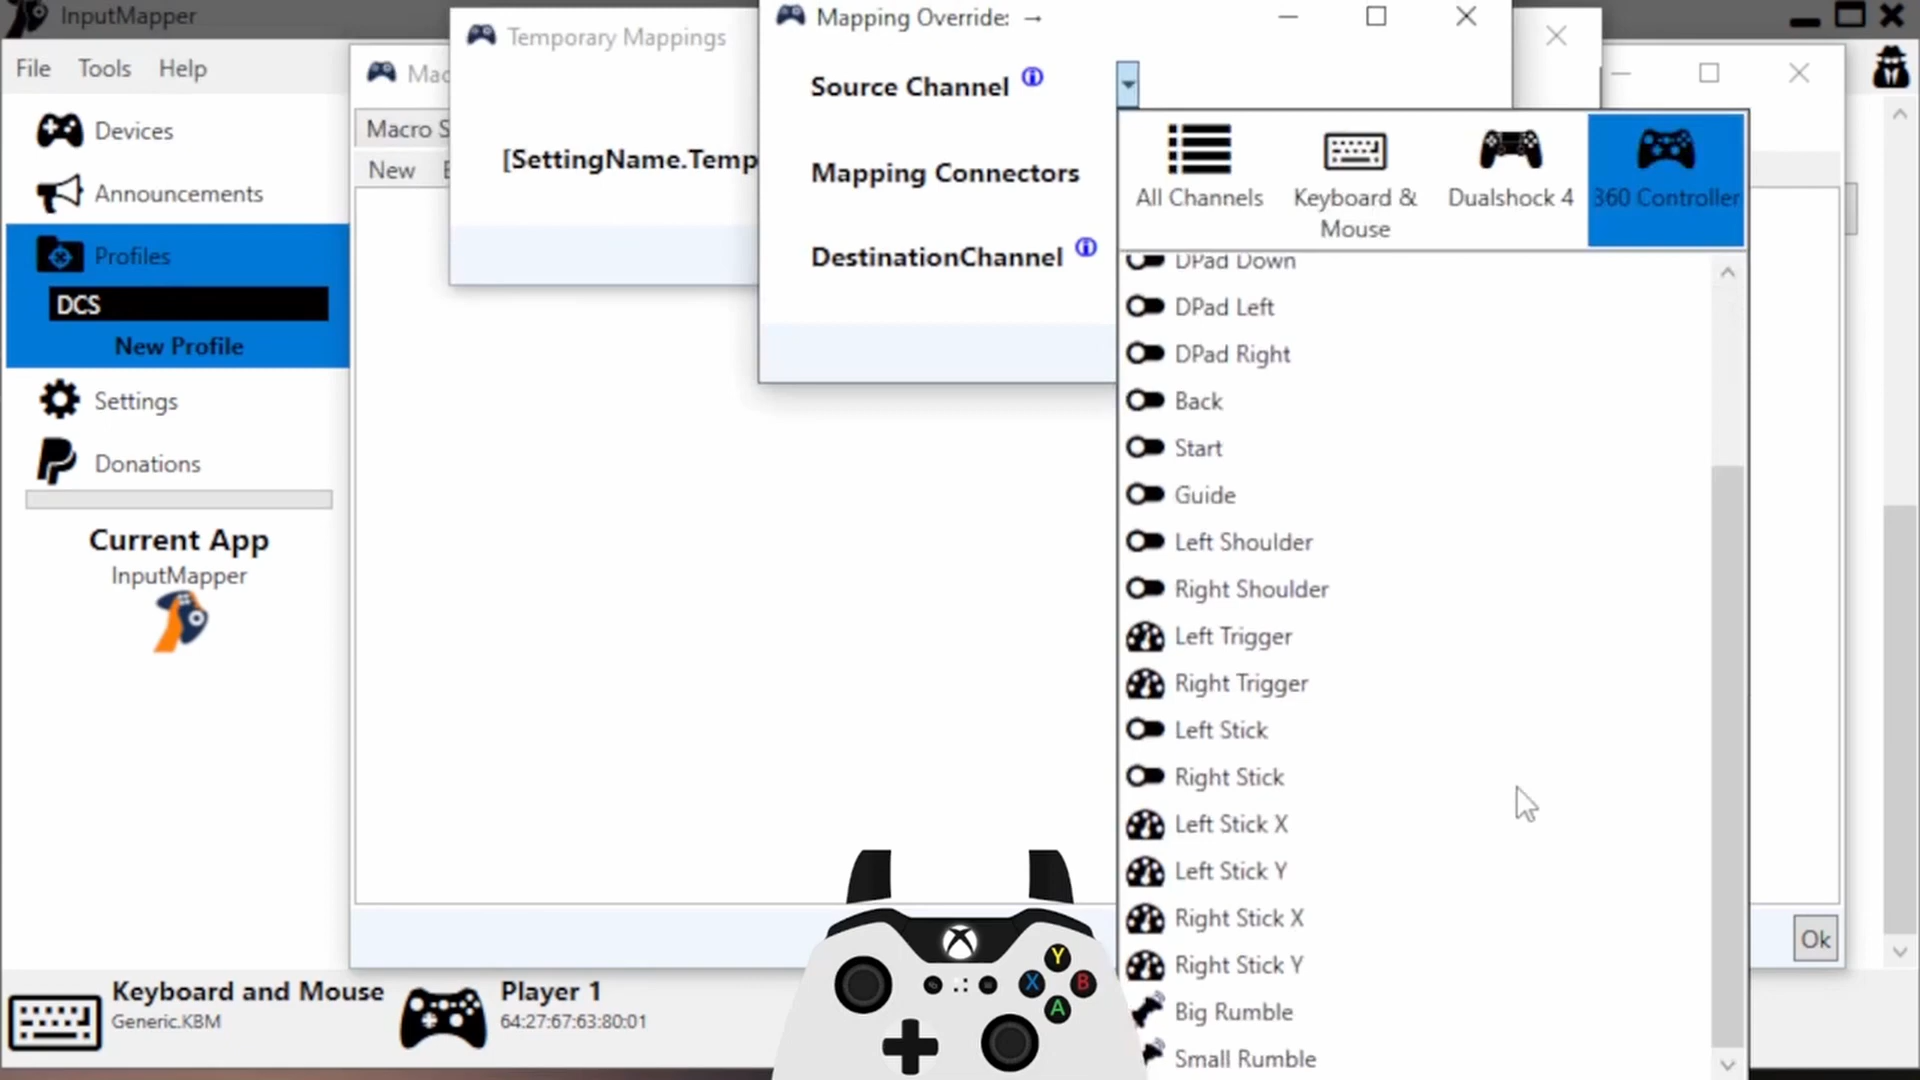 InputMapper
File Tools Help
Devices
Announcements
Profiles
DCS
New Profile
Settings
Donations
Current App
InputMapper
Mac
Macro S
New
Temporary Mappings
[SettingName.Temp
Mapping Override: →
Source Channel
Mapping Connectors
DestinationChannel
All Channels
Keyboard &
Mouse
Dualshock 4
360 Controller
DPad Down
DPad Left
DPad Right
Back
Start
Guide
Left Shoulder
Right Shoulder
Left Trigger
Right Trigger
Left Stick
Right Stick
Left Stick X
Left Stick Y
Right Stick X
Right Stick Y
Big Rumble
Small Rumble
Ok
Keyboard and Mouse
Generic.KBM
Player 1
64:27:67:63:80:01
Y
X B
A